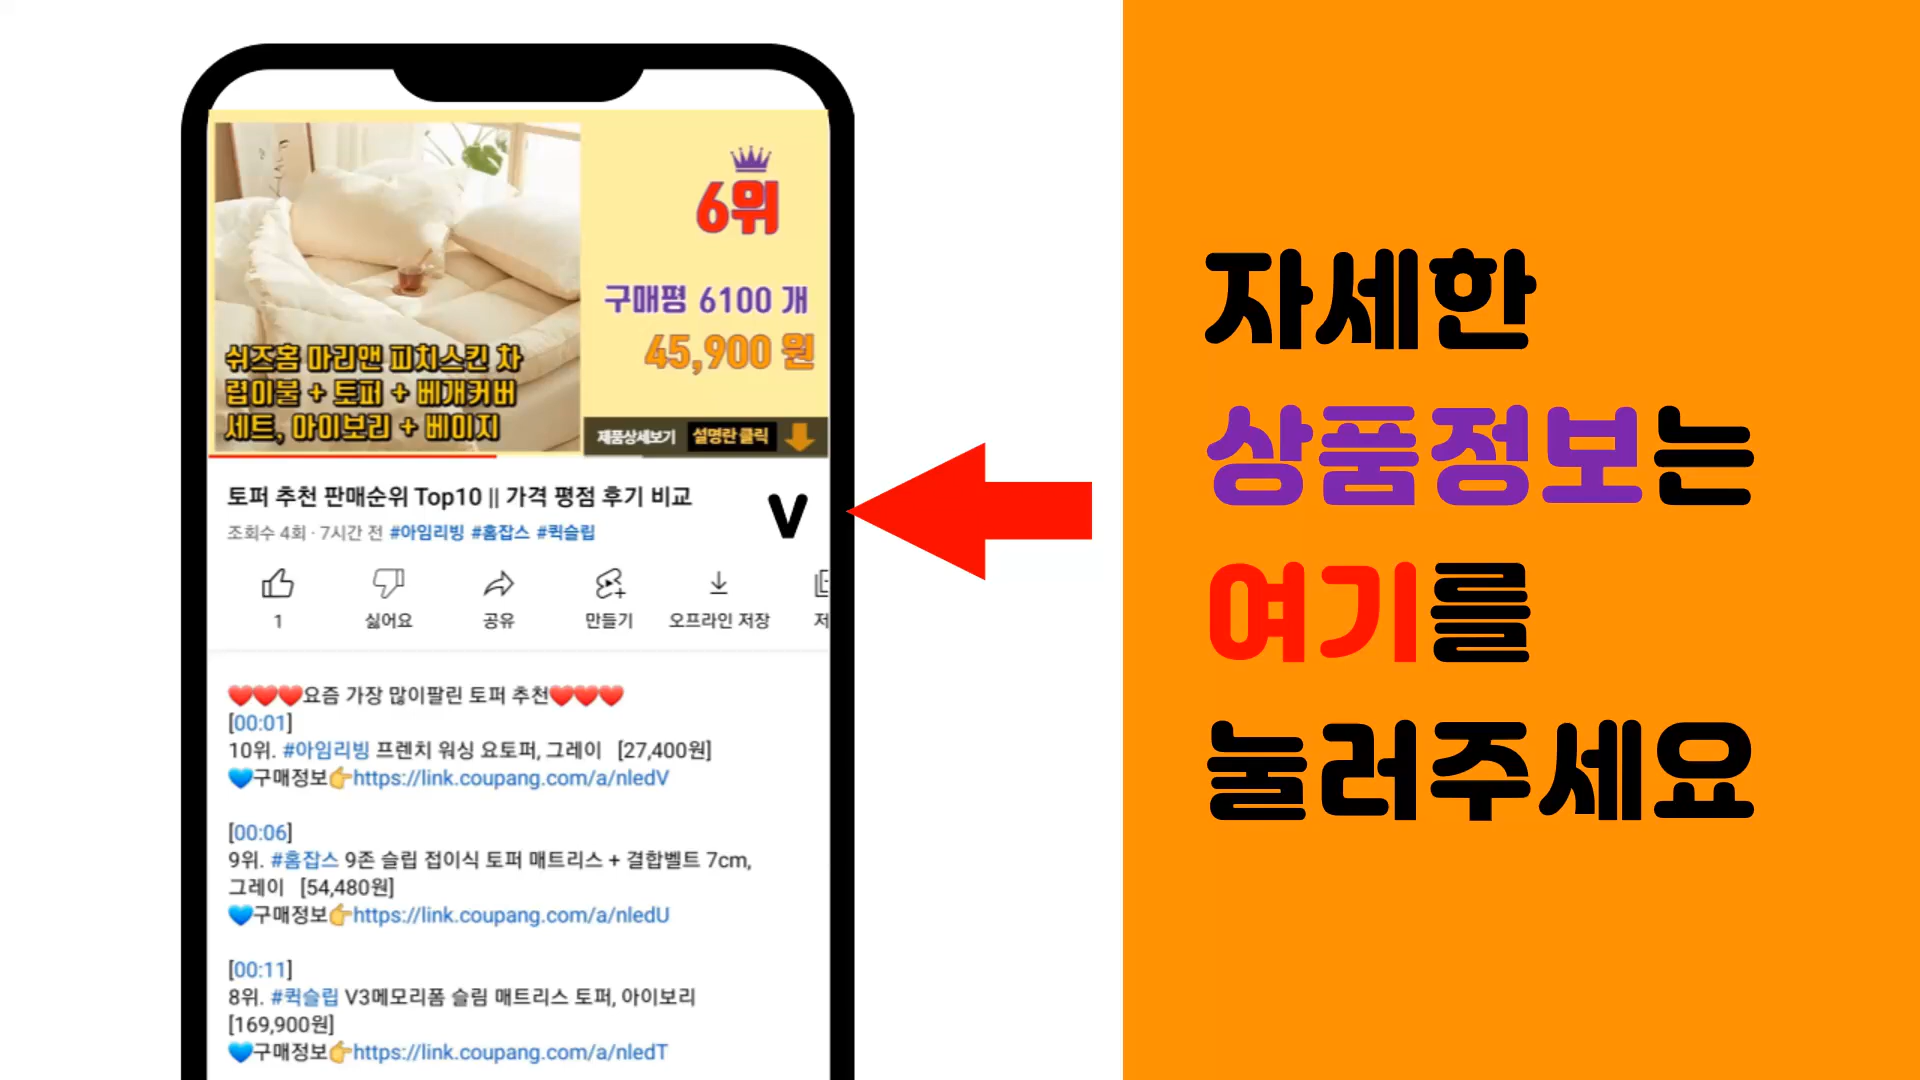 6위
구매평 6100 개
45,900 원
쉬즈홈 마리앤 피치스킨 차
렵이불 + 토퍼 + 베개커버
세트, 아이보리 + 베이지
제품상세보기 설명란 클릭
토퍼 추천 판매순위 Top10 || 가격 평점 후기 비교
V
조회수 4회 · 7시간 전 #아임리빙 #홈잡스 #퀵슬립
1 싫어요 공유 만들기 오프라인 저장 저
❤️❤️❤️요즘 가장 많이팔린 토퍼 추천❤️❤️❤️
[00:01]
10위. #아임리빙 프렌치 워싱 요토퍼, 그레이 [27,400원]
💙구매정보👉https://link.coupang.com/a/nledV
[00:06]
9위. #홈잡스 9존 슬립 접이식 토퍼 매트리스 + 결합벨트 7cm,
그레이 [54,480원]
💙구매정보👉https://link.coupang.com/a/nledU
[00:11]
8위. #퀵슬립 V3메모리폼 슬림 매트리스 토퍼, 아이보리
[169,900원]
💙구매정보👉https://link.coupang.com/a/nledT
자세한
상품정보는
여기를
눌러주세요